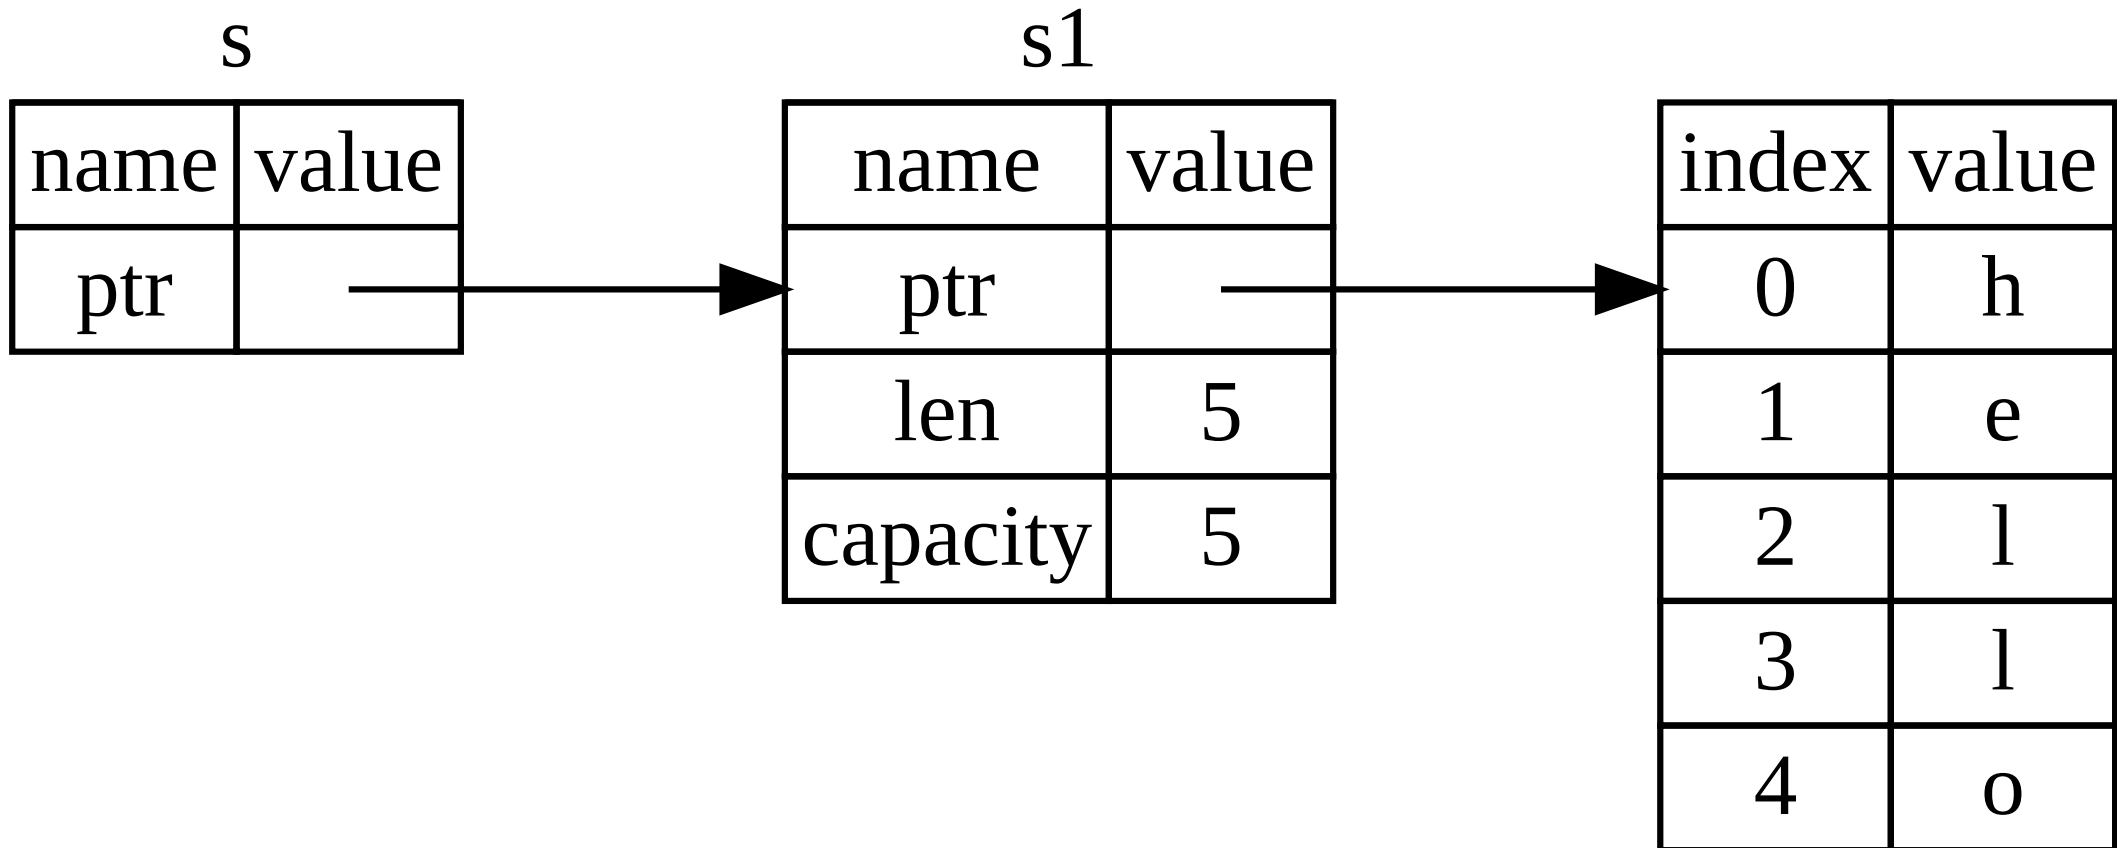 s
name value
ptr
s1
name value
ptr
len 5
capacity 5
index value
0 h
1 e
2 l
3 l
4 o